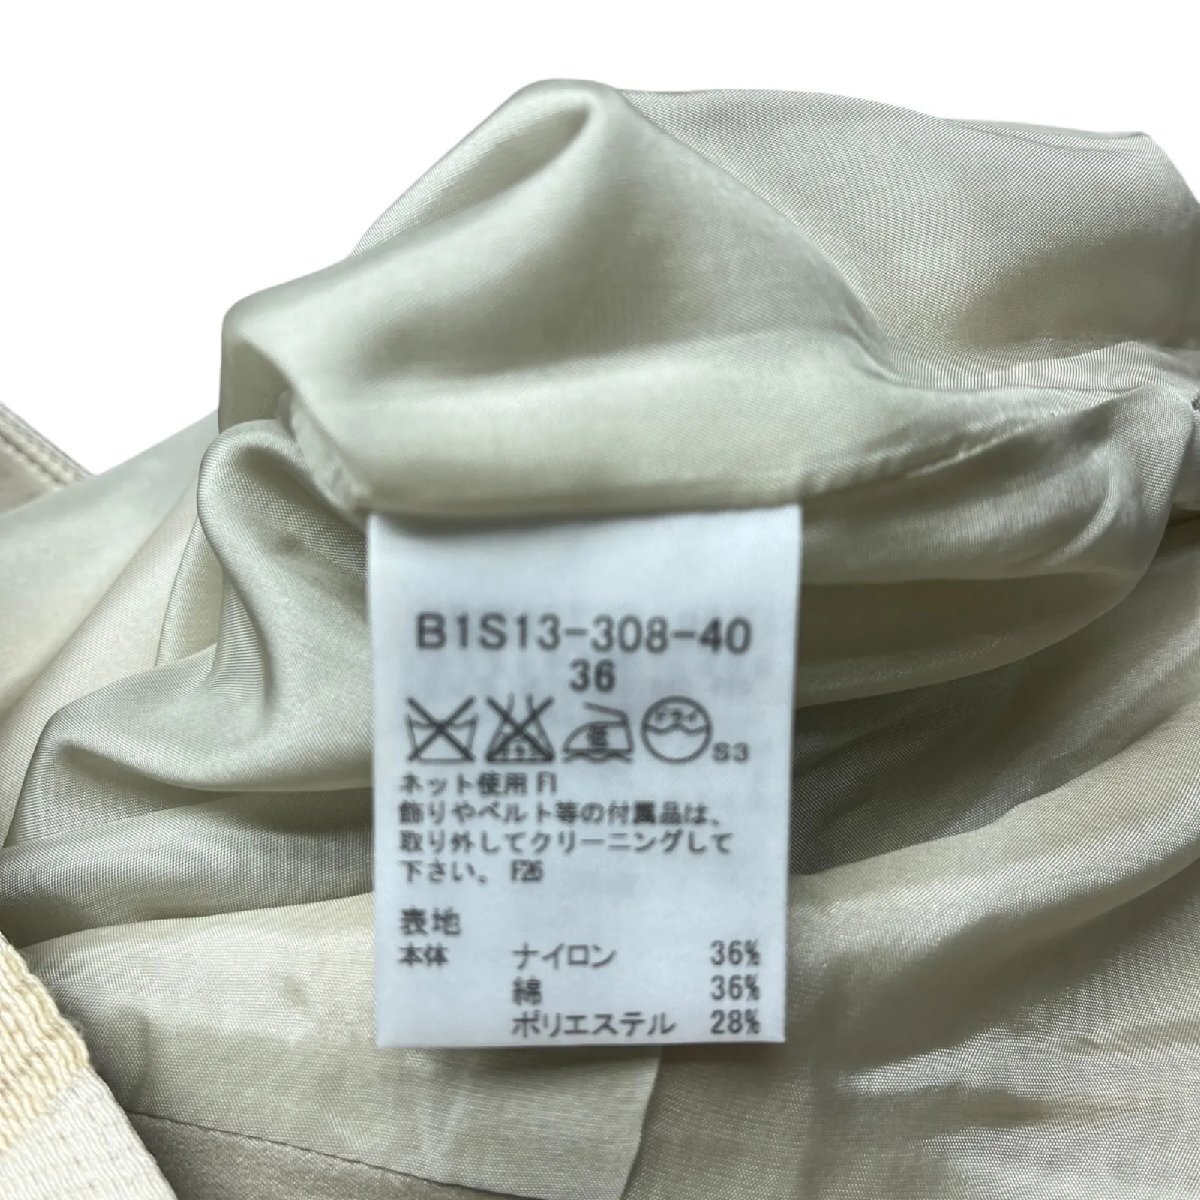 B1S13-308-40
36
中 S3
ネット使用 F1
飾りやベルト等の付属品は、
取り外してクリーニングして
下さい。 F26
表地
本体 ナイロン 36%
綿 36%
ポリエステル 28%